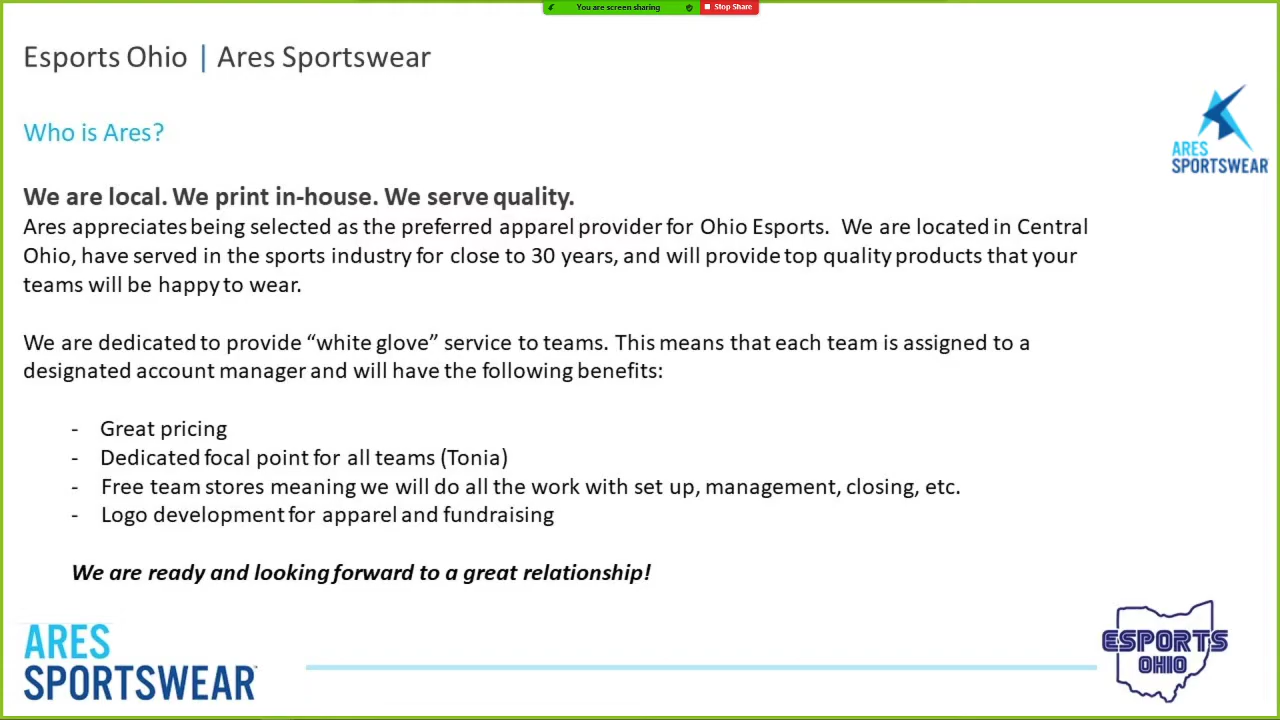 You are screen sharing
Stop Share
Esports Ohio | Ares Sportswear
ARES
SPORTSWEAR
Who is Ares?
We are local. We print in-house. We serve quality.
Ares appreciates being selected as the preferred apparel provider for Ohio Esports. We are located in Central
Ohio, have served in the sports industry for close to 30 years, and will provide top quality products that your
teams will be happy to wear.
We are dedicated to provide “white glove” service to teams. This means that each team is assigned to a
designated account manager and will have the following benefits:
- Great pricing
- Dedicated focal point for all teams (Tonia)
- Free team stores meaning we will do all the work with set up, management, closing, etc.
- Logo development for apparel and fundraising
We are ready and looking forward to a great relationship!
ARES
SPORTSWEAR™
ESPORTS
OHIO